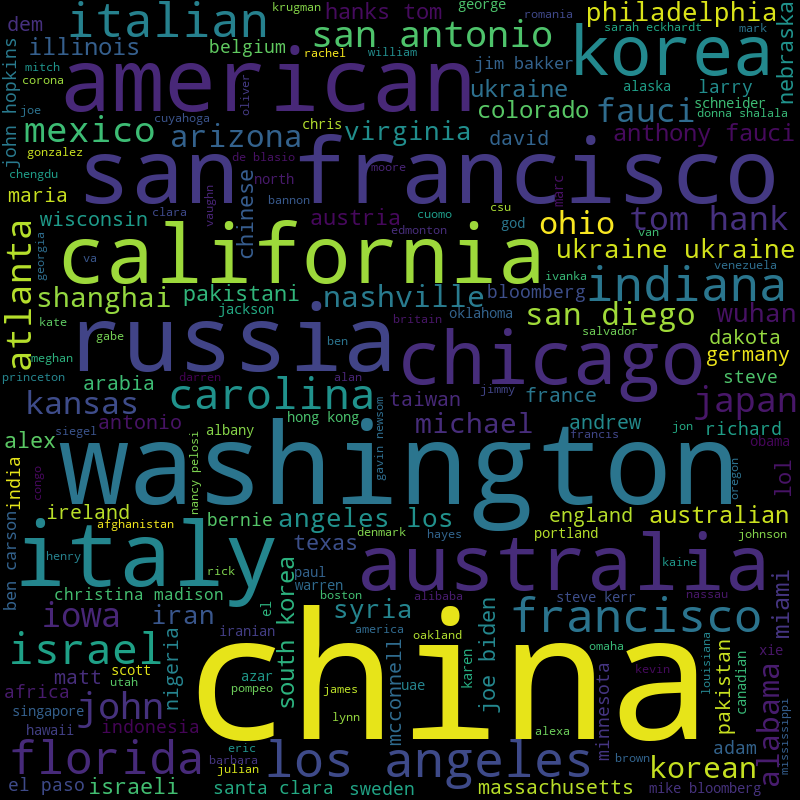 krugman
george
romania
dem
italian
hanks tom
philadelphia
nebraska
san antonio
sarah eckhardt
mark
illinois
belgium
rachel
william
korea
john hopkins
mitch
american
jim bakker
ukraine
alaska
larry
corona
oliver
colorado
fauci
schneider
donna shalala
joe
mexico
cuyahoga
arizona
chris
virginia
david
anthony fauci
gonzalez
de blasio
san francisco
moore
marc
chengdu
chinese
north
vaughn
bannon
maria
clara
csu
atlanta
wisconsin
austria
cuomo
god
ohio
tom hank
georgia
california
edmonton
van
va
ukraine ukraine
venezuela
ivanka
shanghai
pakistani
nashville
bloomberg
indiana
jackson
oklahoma
san diego
wuhan
kate
britain
salvador
russia
gabe
ben
chicago
dakota
meghan
germany
princeton
darren
alan
steve
arabia
carolina
jimmy
taiwan
france
japan
kansas
antonio
hong kong
michael
andrew
jon
richard
siegel
albany
francis
obama
alex
nancy pelosi
gavin newsom
washington
india
congo
oregon
lol
ireland
bernie
angeles los
england
australian
afghanistan
denmark
hayes
portland
johnson
italy
texas
australia
kaine
henry
rick
paul
ben carson
christina madison
warren
boston
alibaba
steve kerr
nassau
miami
iowa
el
south korea
syria
joe biden
francisco
iran
america
iranian
oakland
china
israel
nigeria
mcconnell
karen
omaha
minnesota
louisiana
pakistan
canadian
xie
matt
scott
azar
kevin
alabama
mississippi
africa
utah
pompeo
james
uae
singapore
john
lynn
hawaii
indonesia
alexa
florida
eric
barbara
los angeles
brown
adam
julian
korean
el paso
israeli
santa clara
sweden
massachusetts
mike bloomberg